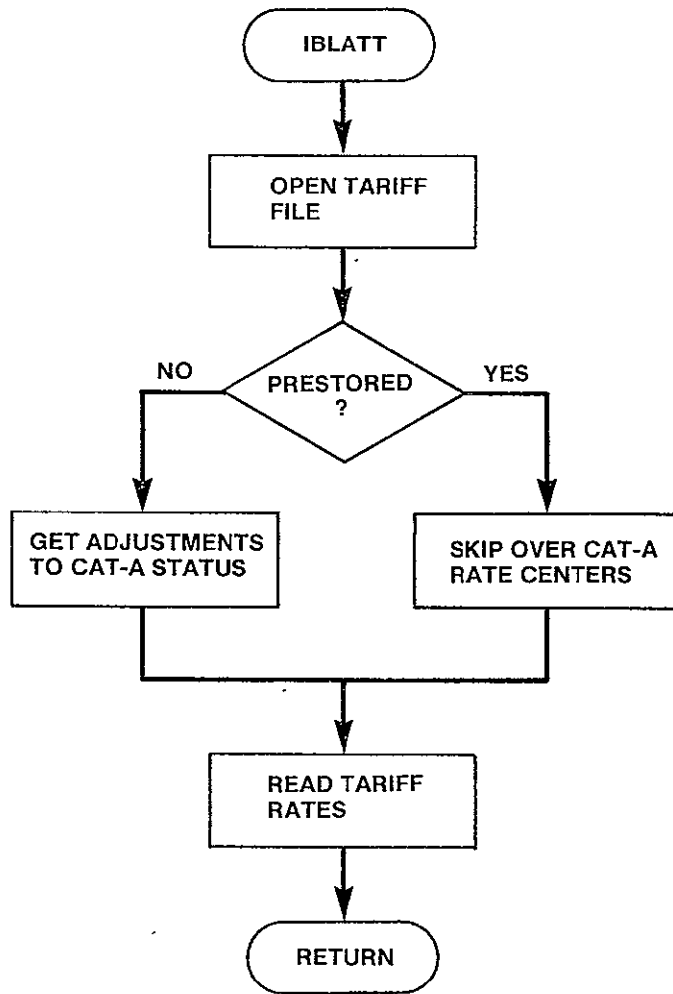 IBLATT
OPEN TARIFF
FILE
PRESTORED
?
NO
YES
GET ADJUSTMENTS
TO CAT-A STATUS
SKIP OVER CAT-A
RATE CENTERS
READ TARIFF
RATES
RETURN